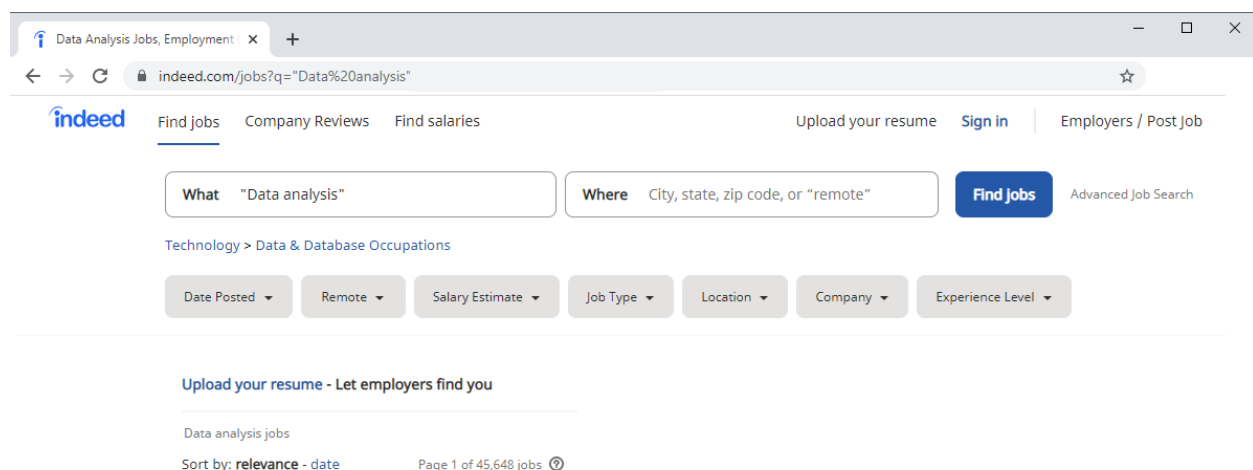 Data Analysis Jobs, Employment
indeed.com/jobs?q="Data%20analysis"
indeed Find jobs Company Reviews Find salaries Upload your resume Sign in Employers / Post Job
What "Data analysis" Where City, state, zip code, or “remote” Find jobs Advanced Job Search
Technology > Data & Database Occupations
Date Posted Remote Salary Estimate Job Type Location Company Experience Level
Upload your resume - Let employers find you
Data analysis jobs
Sort by: relevance - date Page 1 of 45,648 jobs